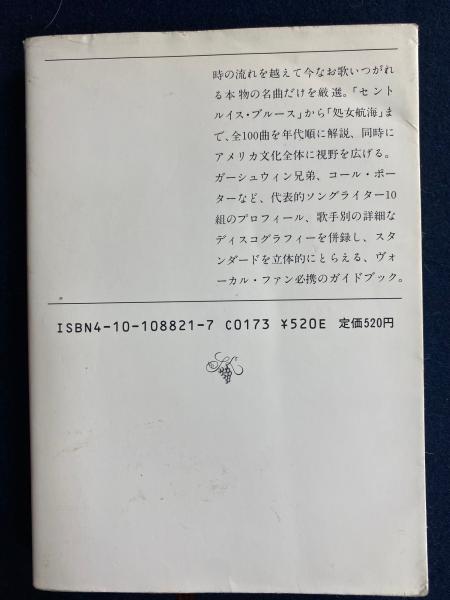 時の流れを越えて今なお歌いつがれ
る本物の名曲だけを厳選。「セント
ルイス・ブルース」から「処女航海」ま
で、全100曲を年代順に解説、同時に
アメリカ文化全体に視野を広げる。
ガーシュウィン兄弟、コール・ポー
ターなど、代表的ソングライター10
組のプロフィール、歌手別の詳細な
ディスコグラフィーを併録し、スタ
ンダードを立体的にとらえる、ヴォ
ーカル・ファン必携のガイドブック。
ISBN4-10-108821-7 C0173 ¥520E 定価520円